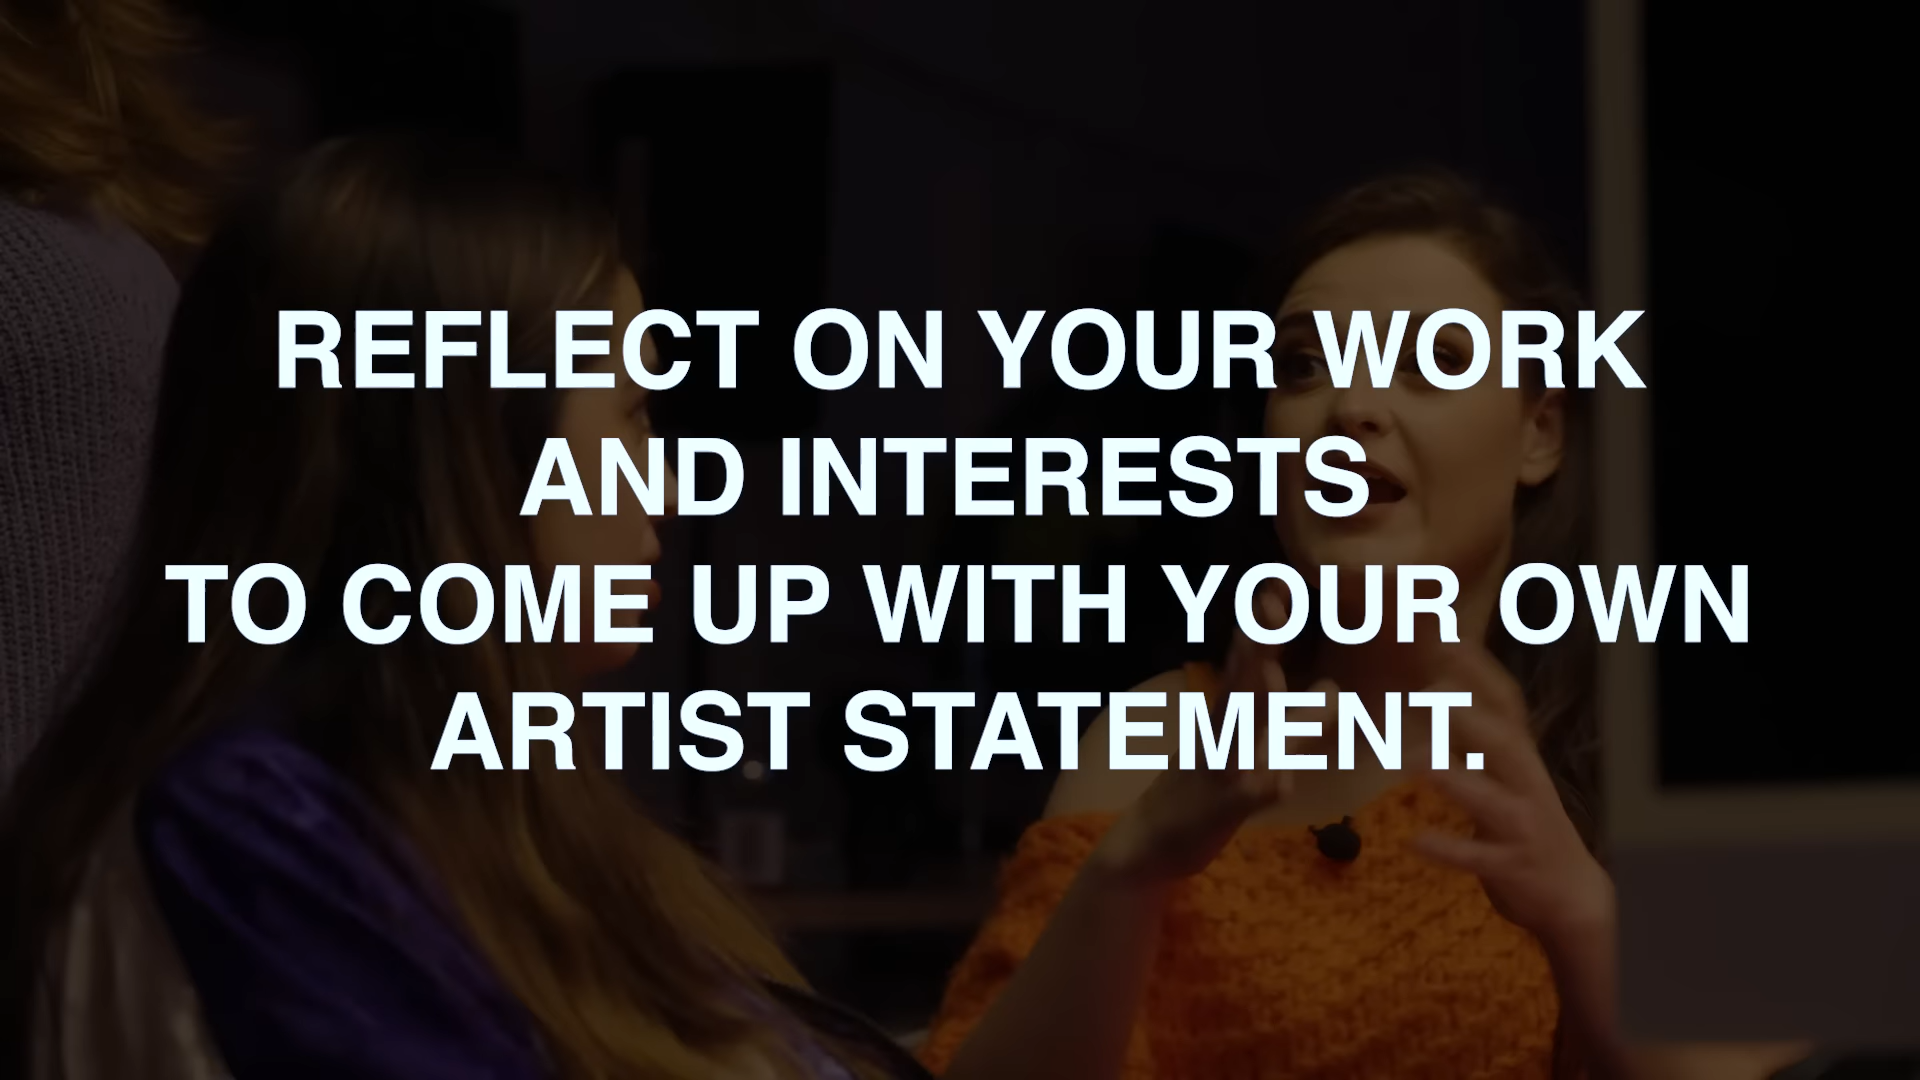 REFLECT ON YOUR WORK
AND INTERESTS
TO COME UP WITH YOUR OWN
ARTIST STATEMENT.